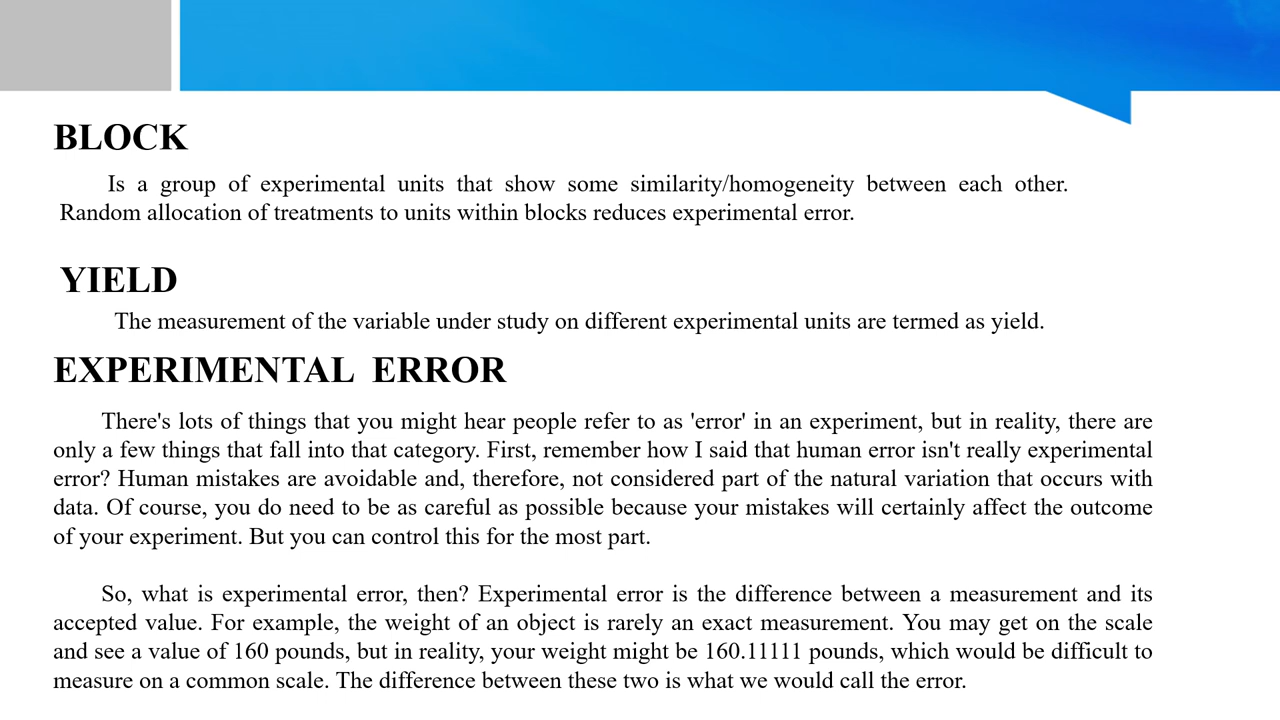 BLOCK
Is a group of experimental units that show some similarity/homogeneity between each other.
Random allocation of treatments to units within blocks reduces experimental error.
YIELD
The measurement of the variable under study on different experimental units are termed as yield.
EXPERIMENTAL ERROR
There's lots of things that you might hear people refer to as 'error' in an experiment, but in reality, there are
only a few things that fall into that category. First, remember how I said that human error isn't really experimental
error? Human mistakes are avoidable and, therefore, not considered part of the natural variation that occurs with
data. Of course, you do need to be as careful as possible because your mistakes will certainly affect the outcome
of your experiment. But you can control this for the most part.
So, what is experimental error, then? Experimental error is the difference between a measurement and its
accepted value. For example, the weight of an object is rarely an exact measurement. You may get on the scale
and see a value of 160 pounds, but in reality, your weight might be 160.11111 pounds, which would be difficult to
measure on a common scale. The difference between these two is what we would call the error.